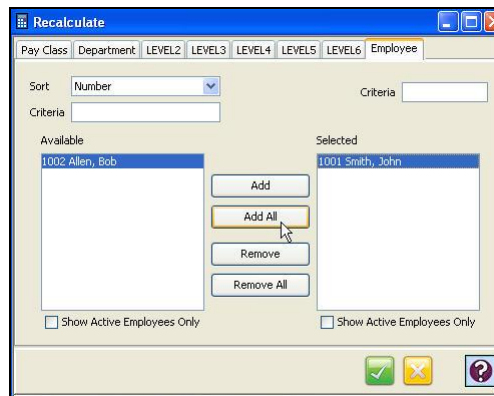 Recalculate
Pay Class Department LEVEL2 LEVEL3 LEVEL4 LEVEL5 LEVEL6 Employee
Sort Number Criteria
Criteria
Available Selected
1002 Allen, Bob 1001 Smith, John
Add
Add All
Remove
Remove All
Show Active Employees Only Show Active Employees Only
?